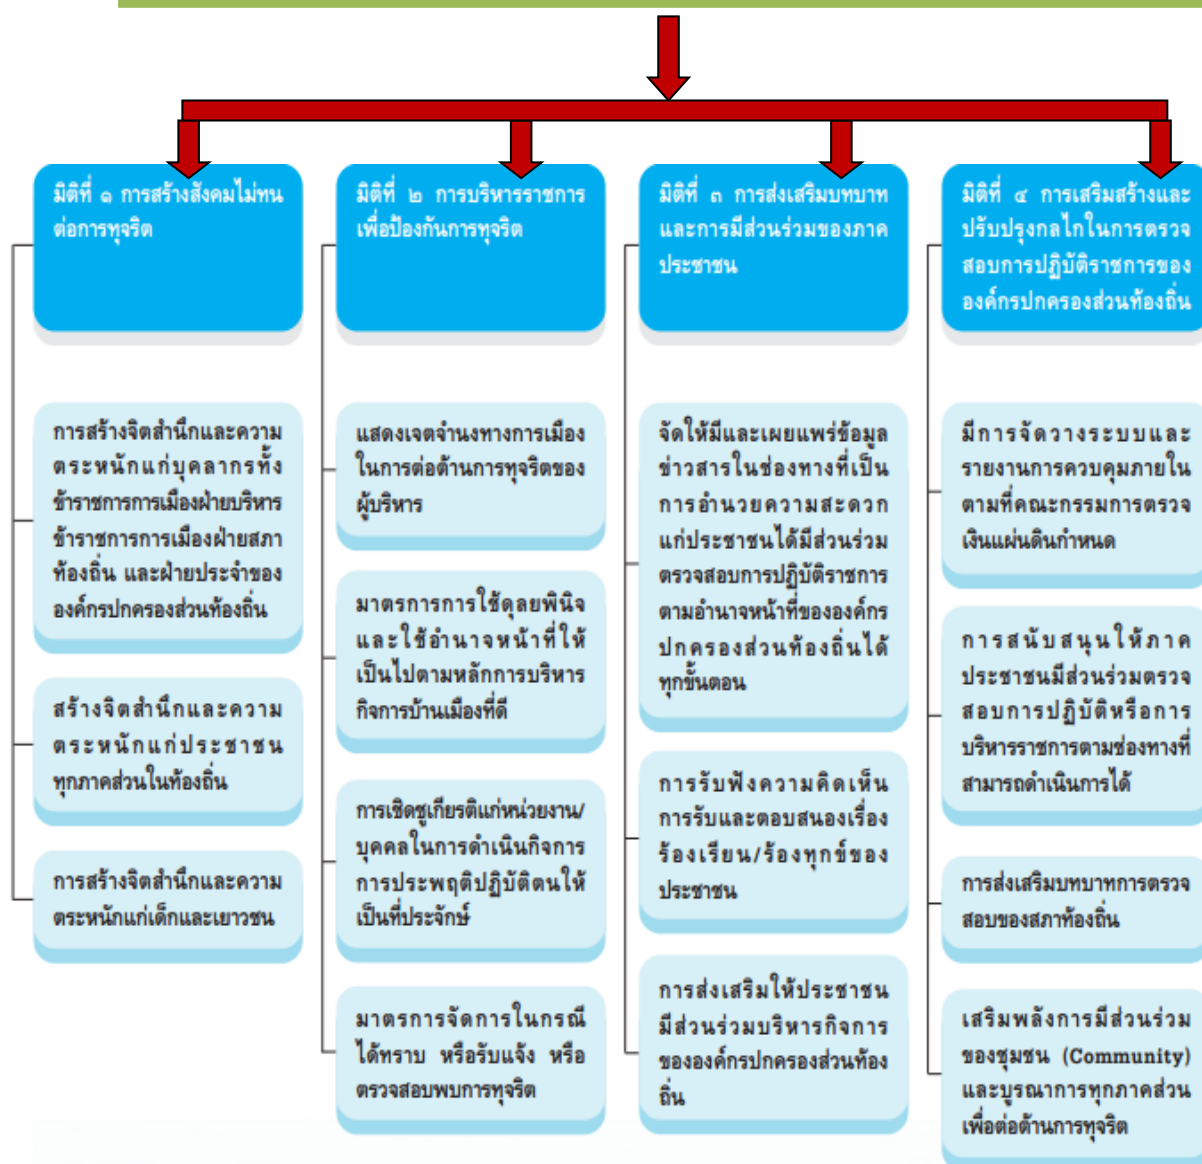 มิติที่ ๑ การสร้างสังคมไม่ทน
ต่อการทุจริต
การสร้างจิตสำนึกและความ
ตระหนักแก่บุคลากรทั้ง
ข้าราชการการเมืองฝ่ายบริหาร
ข้าราชการการเมืองฝ่ายสภา
ท้องถิ่น และฝ่ายประจำของ
องค์กรปกครองส่วนท้องถิ่น
สร้างจิตสำนึกและความ
ตระหนักแก่ประชาชน
ทุกภาคส่วนในท้องถิ่น
การสร้างจิตสำนึกและความ
ตระหนักแก่เด็กและเยาวชน
มิติที่ ๒ การบริหารราชการ
เพื่อป้องกันการทุจริต
แสดงเจตจำนงทางการเมือง
ในการต่อต้านการทุจริตของ
ผู้บริหาร
มาตรการการใช้ดุลยพินิจ
และใช้อำนาจหน้าที่ให้
เป็นไปตามหลักการบริหาร
กิจการบ้านเมืองที่ดี
การเชิดชูเกียรติแก่หน่วยงาน/
บุคคลในการดำเนินกิจการ
การประพฤติปฏิบัติตนให้
เป็นที่ประจักษ์
มาตรการจัดการในกรณี
ได้ทราบ หรือรับแจ้ง หรือ
ตรวจสอบพบการทุจริต
มิติที่ ๓ การส่งเสริมบทบาท
และการมีส่วนร่วมของภาค
ประชาชน
จัดให้มีและเผยแพร่ข้อมูล
ข่าวสารในช่องทางที่เป็น
การอำนวยความสะดวก
แก่ประชาชนได้มีส่วนร่วม
ตรวจสอบการปฏิบัติราชการ
ตามอำนาจหน้าที่ขององค์กร
ปกครองส่วนท้องถิ่นได้
ทุกขั้นตอน
การรับฟังความคิดเห็น
การรับและตอบสนองเรื่อง
ร้องเรียน/ร้องทุกข์ของ
ประชาชน
การส่งเสริมให้ประชาชน
มีส่วนร่วมบริหารกิจการ
ขององค์กรปกครองส่วนท้อง
ถิ่น
มิติที่ ๔ การเสริมสร้างและ
ปรับปรุงกลไกในการตรวจ
สอบการปฏิบัติราชการของ
องค์กรปกครองส่วนท้องถิ่น
มีการจัดวางระบบและ
รายงานการควบคุมภายใน
ตามที่คณะกรรมการตรวจ
เงินแผ่นดินกำหนด
การสนับสนุนให้ภาค
ประชาชนมีส่วนร่วมตรวจ
สอบการปฏิบัติหรือการ
บริหารราชการตามช่องทางที่
สามารถดำเนินการได้
การส่งเสริมบทบาทการตรวจ
สอบของสภาท้องถิ่น
เสริมพลังการมีส่วนร่วม
ของชุมชน (Community)
และบูรณาการทุกภาคส่วน
เพื่อต่อต้านการทุจริต